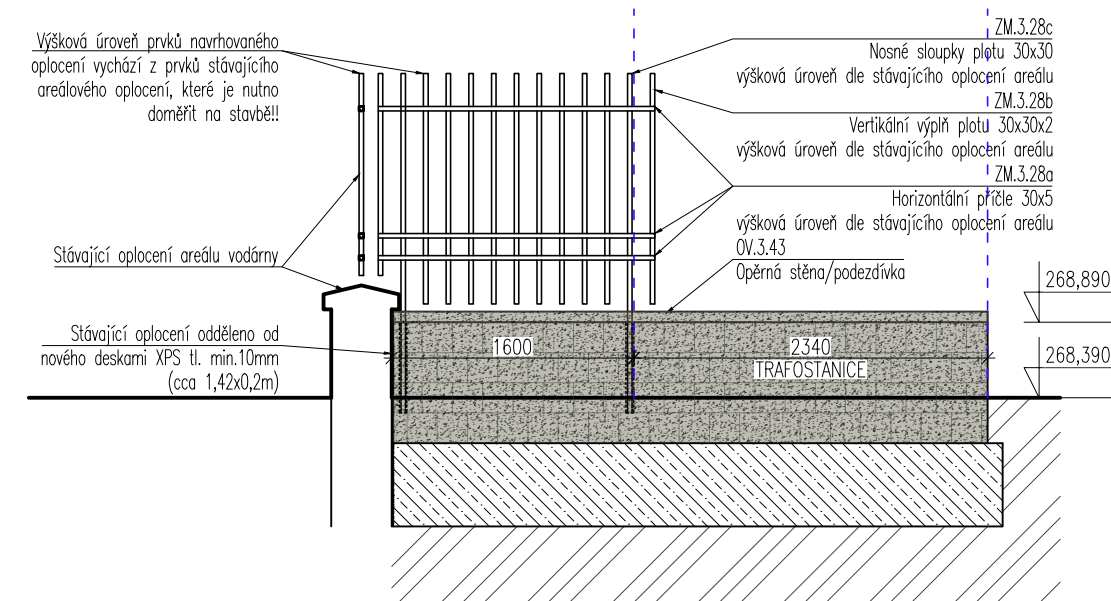 Výšková úroveň prvků navrhovaného
oplocení vychází z prvků stávajícího
areálového oplocení, které je nutno
doměřit na stavbě!!
Stávající oplocení areálu vodárny
Stávající oplocení odděleno od
nového deskami XPS tl. min.10mm
(cca 1,42x0,2m)
ZM.3.28c
Nosné sloupky plotu 30x30
výšková úroveň dle stávajícího oplocení areálu
ZM.3.28b
Vertikální výplň plotu 30x30x2
výšková úroveň dle stávajícího oplocení areálu
ZM.3.28a
Horizontální příčle 30x5
výšková úroveň dle stávajícího oplocení areálu
OV.3.43
Opěrná stěna/podezdívka
268,890
268,390
1600
2340
TRAFOSTANICE